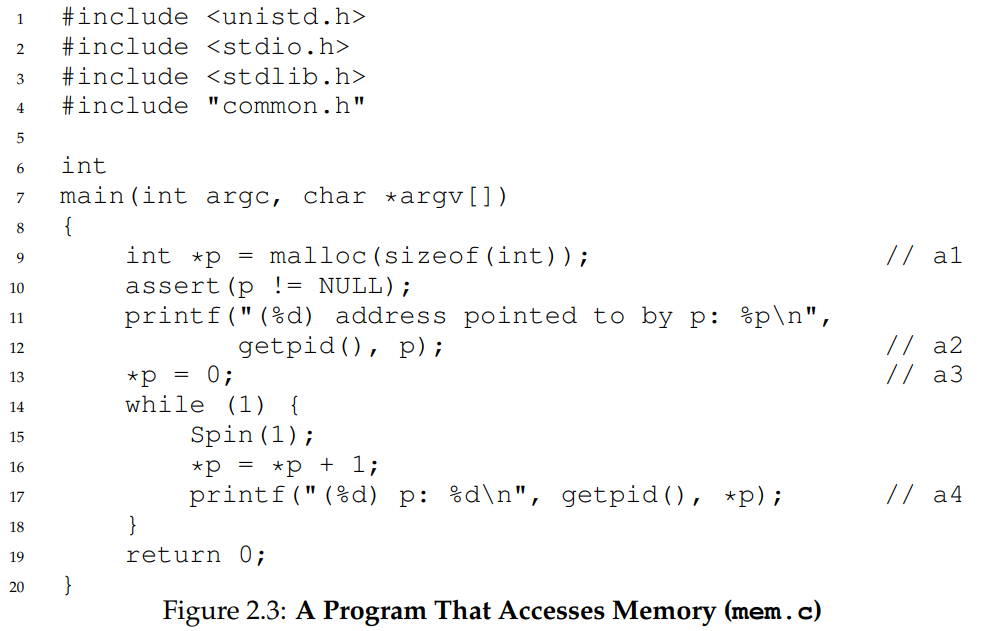 1 #include <unistd.h>
2 #include <stdio.h>
3 #include <stdlib.h>
4 #include "common.h"
5
6 int
7 main(int argc, char *argv[])
8 {
9     int *p = malloc(sizeof(int)); // a1
10     assert(p != NULL);
11     printf("(%d) address pointed to by p: %p\n",
12            getpid(), p); // a2
13     *p = 0; // a3
14     while (1) {
15         Spin(1);
16         *p = *p + 1;
17         printf("(%d) p: %d\n", getpid(), *p); // a4
18     }
19     return 0;
20 }
Figure 2.3: A Program That Accesses Memory (mem.c)